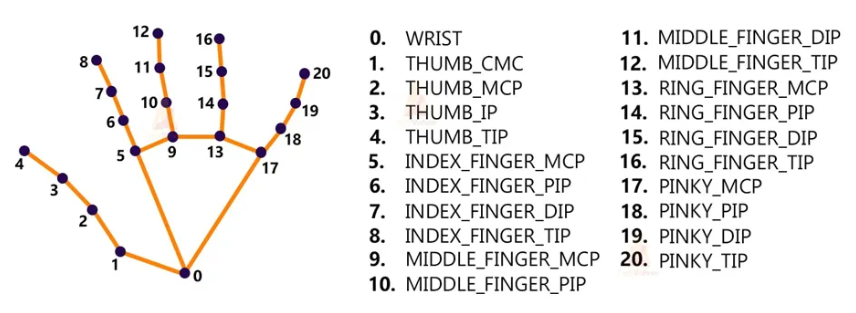 12
16
8
11
15
20
7
10
14
19
6
18
4
5
9
13
17
3
2
1
0
0. WRIST
1. THUMB_CMC
2. THUMB_MCP
3. THUMB_IP
4. THUMB_TIP
5. INDEX_FINGER_MCP
6. INDEX_FINGER_PIP
7. INDEX_FINGER_DIP
8. INDEX_FINGER_TIP
9. MIDDLE_FINGER_MCP
10. MIDDLE_FINGER_PIP
11. MIDDLE_FINGER_DIP
12. MIDDLE_FINGER_TIP
13. RING_FINGER_MCP
14. RING_FINGER_PIP
15. RING_FINGER_DIP
16. RING_FINGER_TIP
17. PINKY_MCP
18. PINKY_PIP
19. PINKY_DIP
20. PINKY_TIP